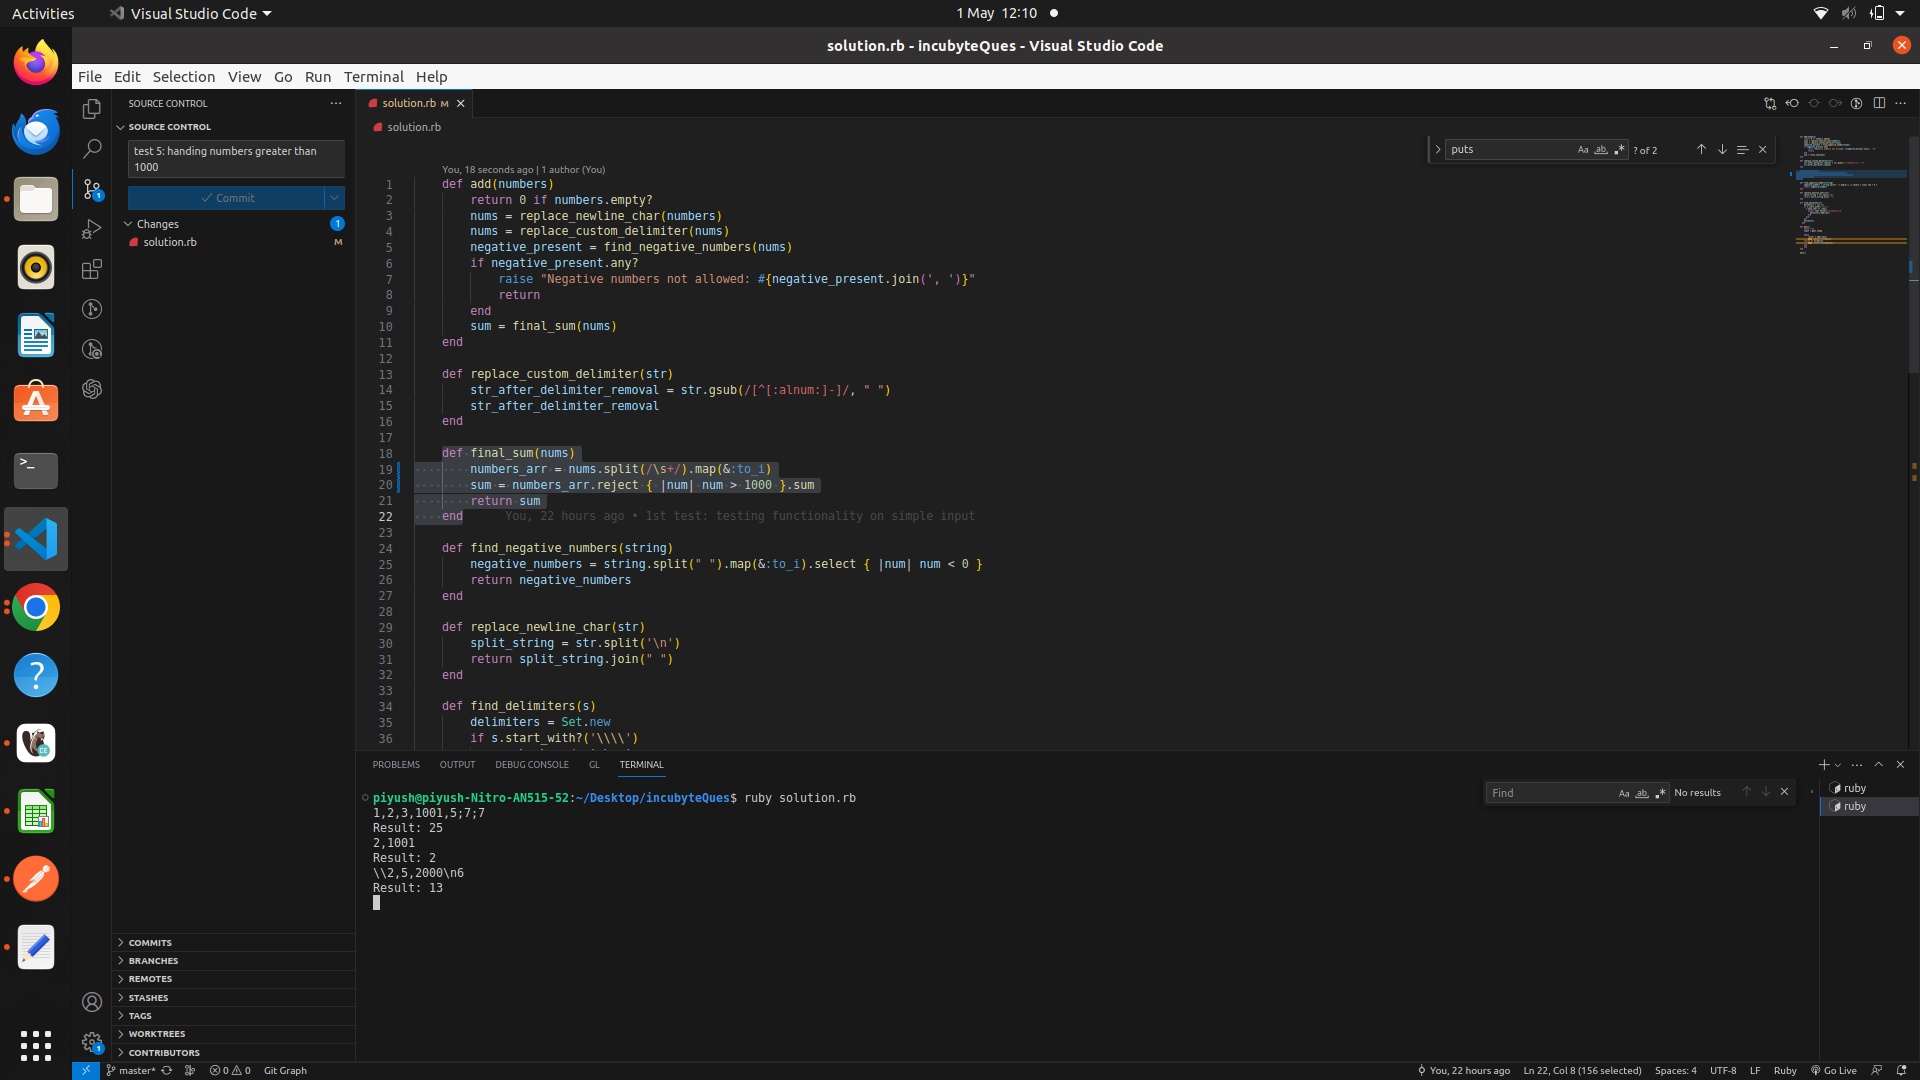 Activities
Visual Studio Code
1 May 12:10
solution.rb - incubyteQues - Visual Studio Code
File Edit Selection View Go Run Terminal Help
SOURCE CONTROL
SOURCE CONTROL
test 5: handing numbers greater than
1000
Commit
Changes
1
solution.rb
M
COMMITS
BRANCHES
REMOTES
STASHES
TAGS
WORKTREES
CONTRIBUTORS
solution.rb M
solution.rb
puts
Aa ab ? of 2
You, 18 seconds ago | 1 author (You)
1 def add(numbers)
2 return 0 if numbers.empty?
3 nums = replace_newline_char(numbers)
4 nums = replace_custom_delimiter(nums)
5 negative_present = find_negative_numbers(nums)
6 if negative_present.any?
7 raise "Negative numbers not allowed: #{negative_present.join(', ')}"
8 return
9 end
10 sum = final_sum(nums)
11 end
12
13 def replace_custom_delimiter(str)
14 str_after_delimiter_removal = str.gsub(/[^[:alnum:]-]/, " ")
15 str_after_delimiter_removal
16 end
17
18 def final_sum(nums)
19 numbers_arr = nums.split(/\s+/).map(&:to_i)
20 sum = numbers_arr.reject { |num| num > 1000 }.sum
21 return sum
22 end You, 22 hours ago • 1st test: testing functionality on simple input
23
24 def find_negative_numbers(string)
25 negative_numbers = string.split(" ").map(&:to_i).select { |num| num < 0 }
26 return negative_numbers
27 end
28
29 def replace_newline_char(str)
30 split_string = str.split('\n')
31 return split_string.join(" ")
32 end
33
34 def find_delimiters(s)
35 delimiters = Set.new
36 if s.start_with?('\\\\')
PROBLEMS OUTPUT DEBUG CONSOLE GL TERMINAL
piyush@piyush-Nitro-AN515-52:~/Desktop/incubyteQues$ ruby solution.rb
1,2,3,1001,5;7;7
Result: 25
2,1001
Result: 2
\\2,5,2000\n6
Result: 13
Find
Aa ab No results
ruby
ruby
master* 0 0 Git Graph
You, 22 hours ago Ln 22, Col 8 (156 selected) Spaces: 4 UTF-8 LF Ruby Go Live